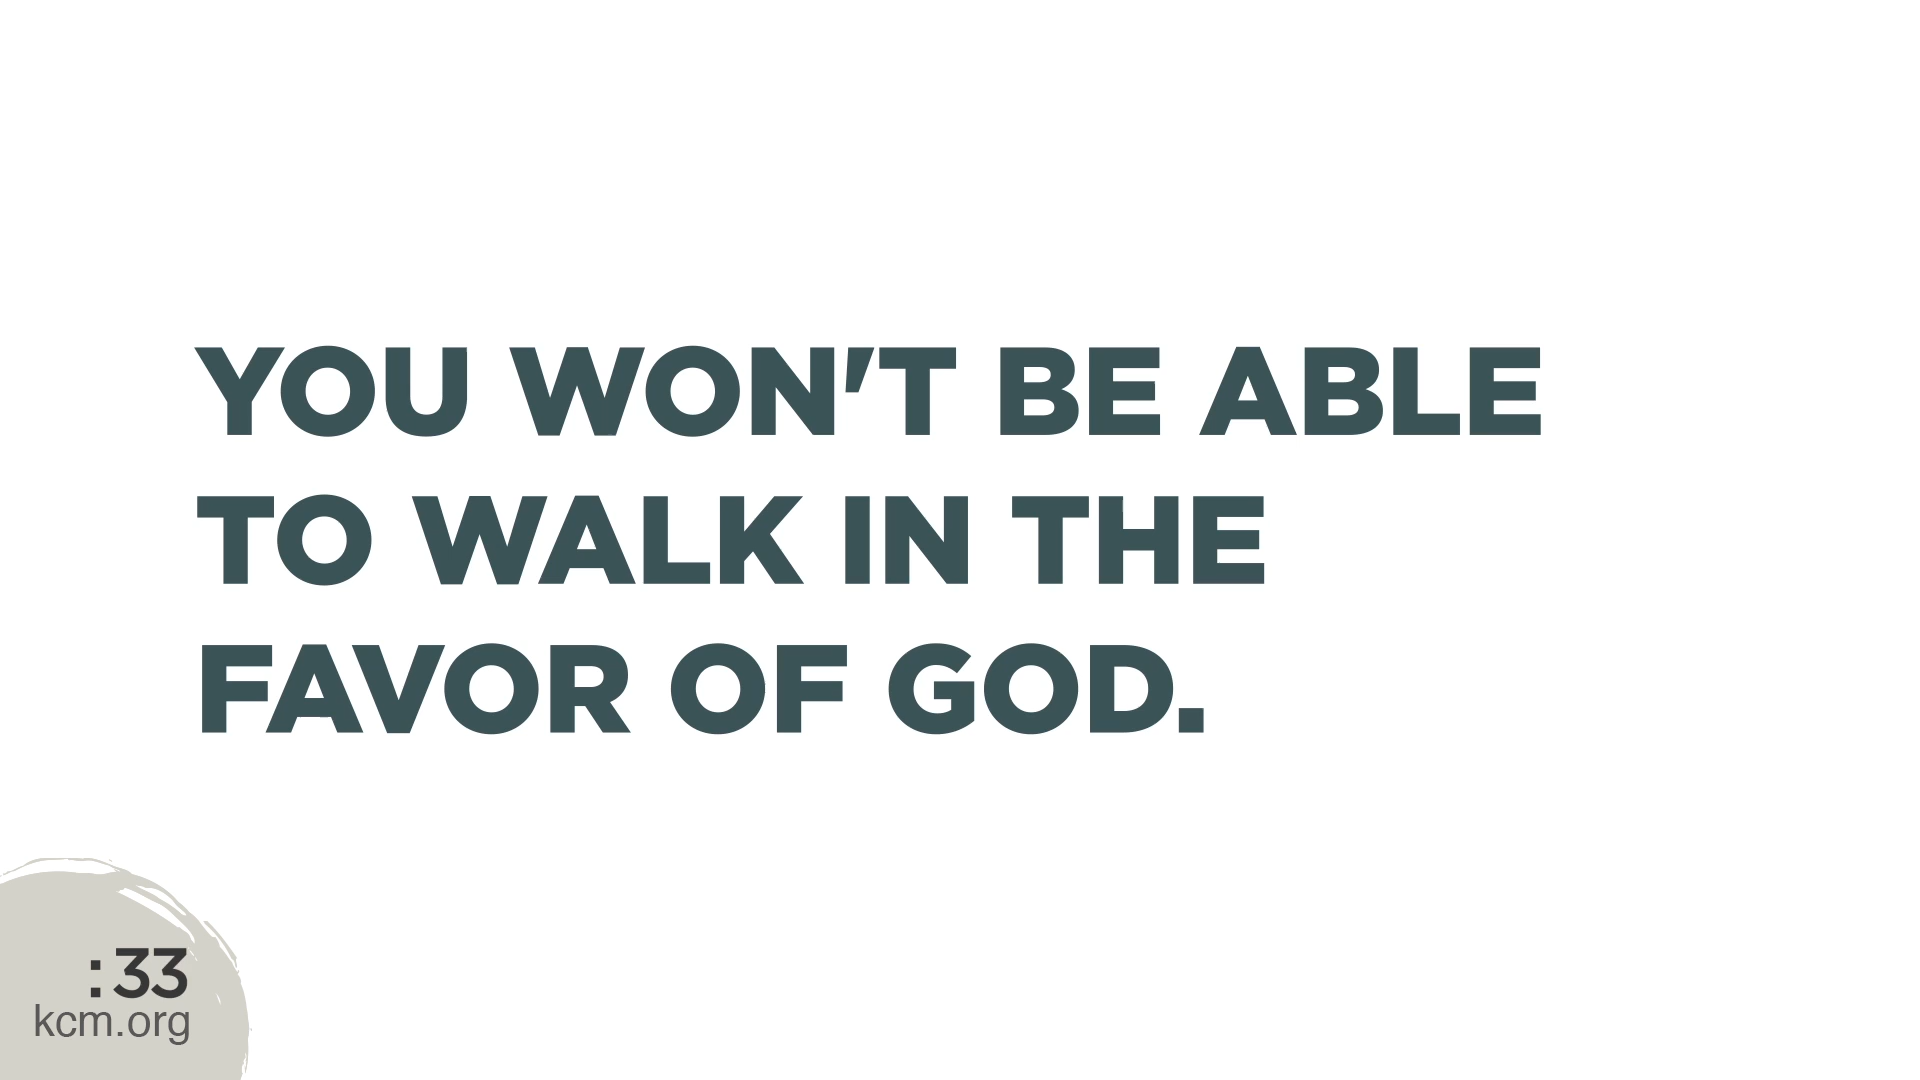 YOU WON'T BE ABLE
TO WALK IN THE
FAVOR OF GOD.
:33
kcm.org